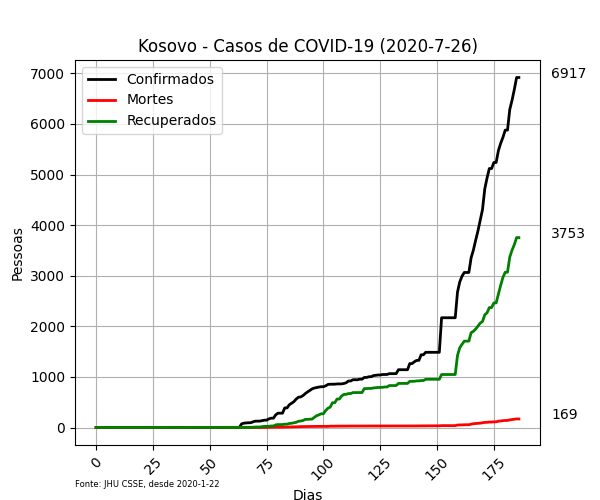 Kosovo - Casos de COVID-19 (2020-7-26)
Confirmados
Mortes
Recuperados
7000
6000
5000
4000
3000
2000
1000
0
Pessoas
6917
3753
169
0 25 50 75 100 125 150 175
Fonte: JHU CSSE, desde 2020-1-22
Dias